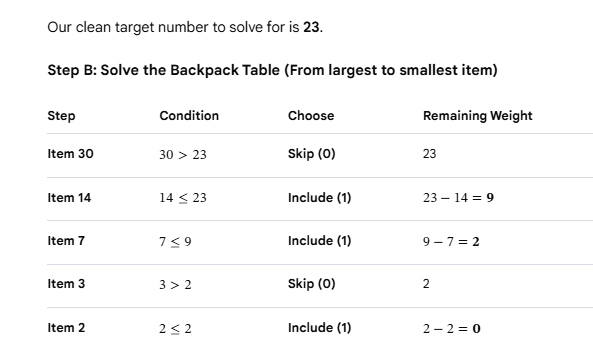 Our clean target number to solve for is 23.
Step B: Solve the Backpack Table (From largest to smallest item)
Step Condition Choose Remaining Weight
Item 30 30 > 23 Skip (0) 23
Item 14 14 ≤ 23 Include (1) 23 − 14 = 9
Item 7 7 ≤ 9 Include (1) 9 − 7 = 2
Item 3 3 > 2 Skip (0) 2
Item 2 2 ≤ 2 Include (1) 2 − 2 = 0